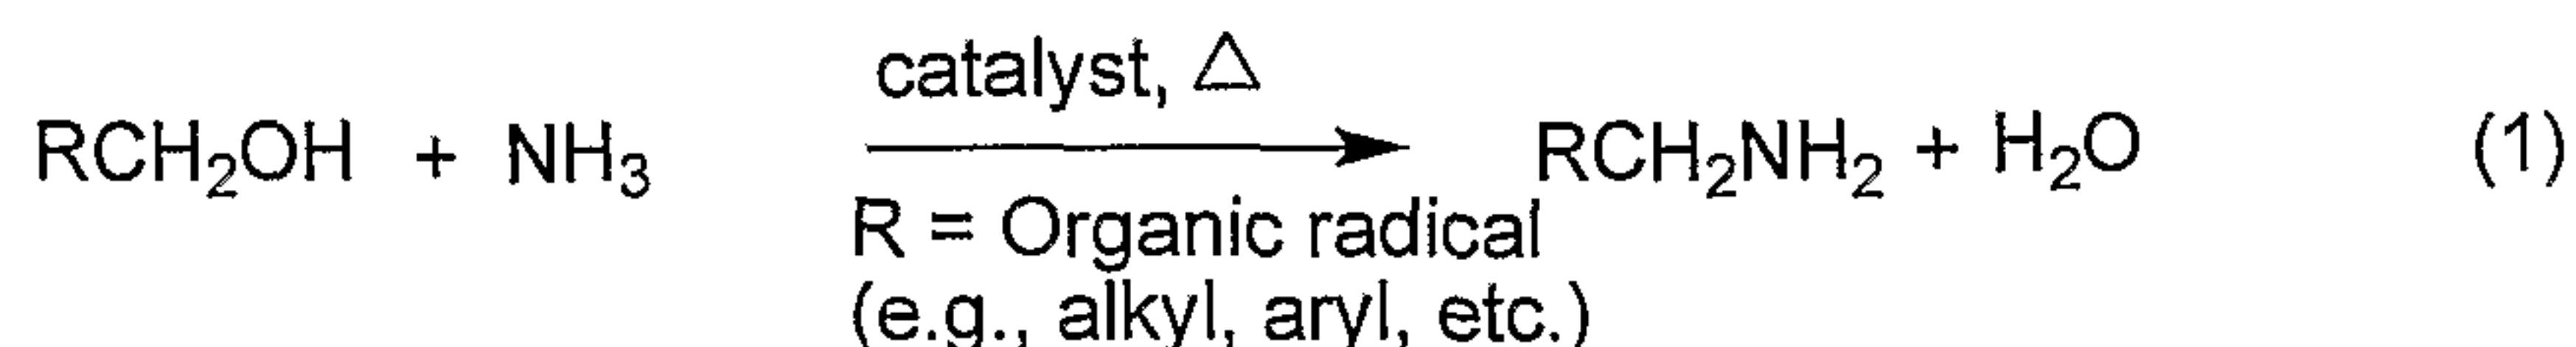 catalyst, △
RCH₂OH + NH₃ → RCH₂NH₂ + H₂O (1)
R = Organic radical
(e.g., alkyl, aryl, etc.)